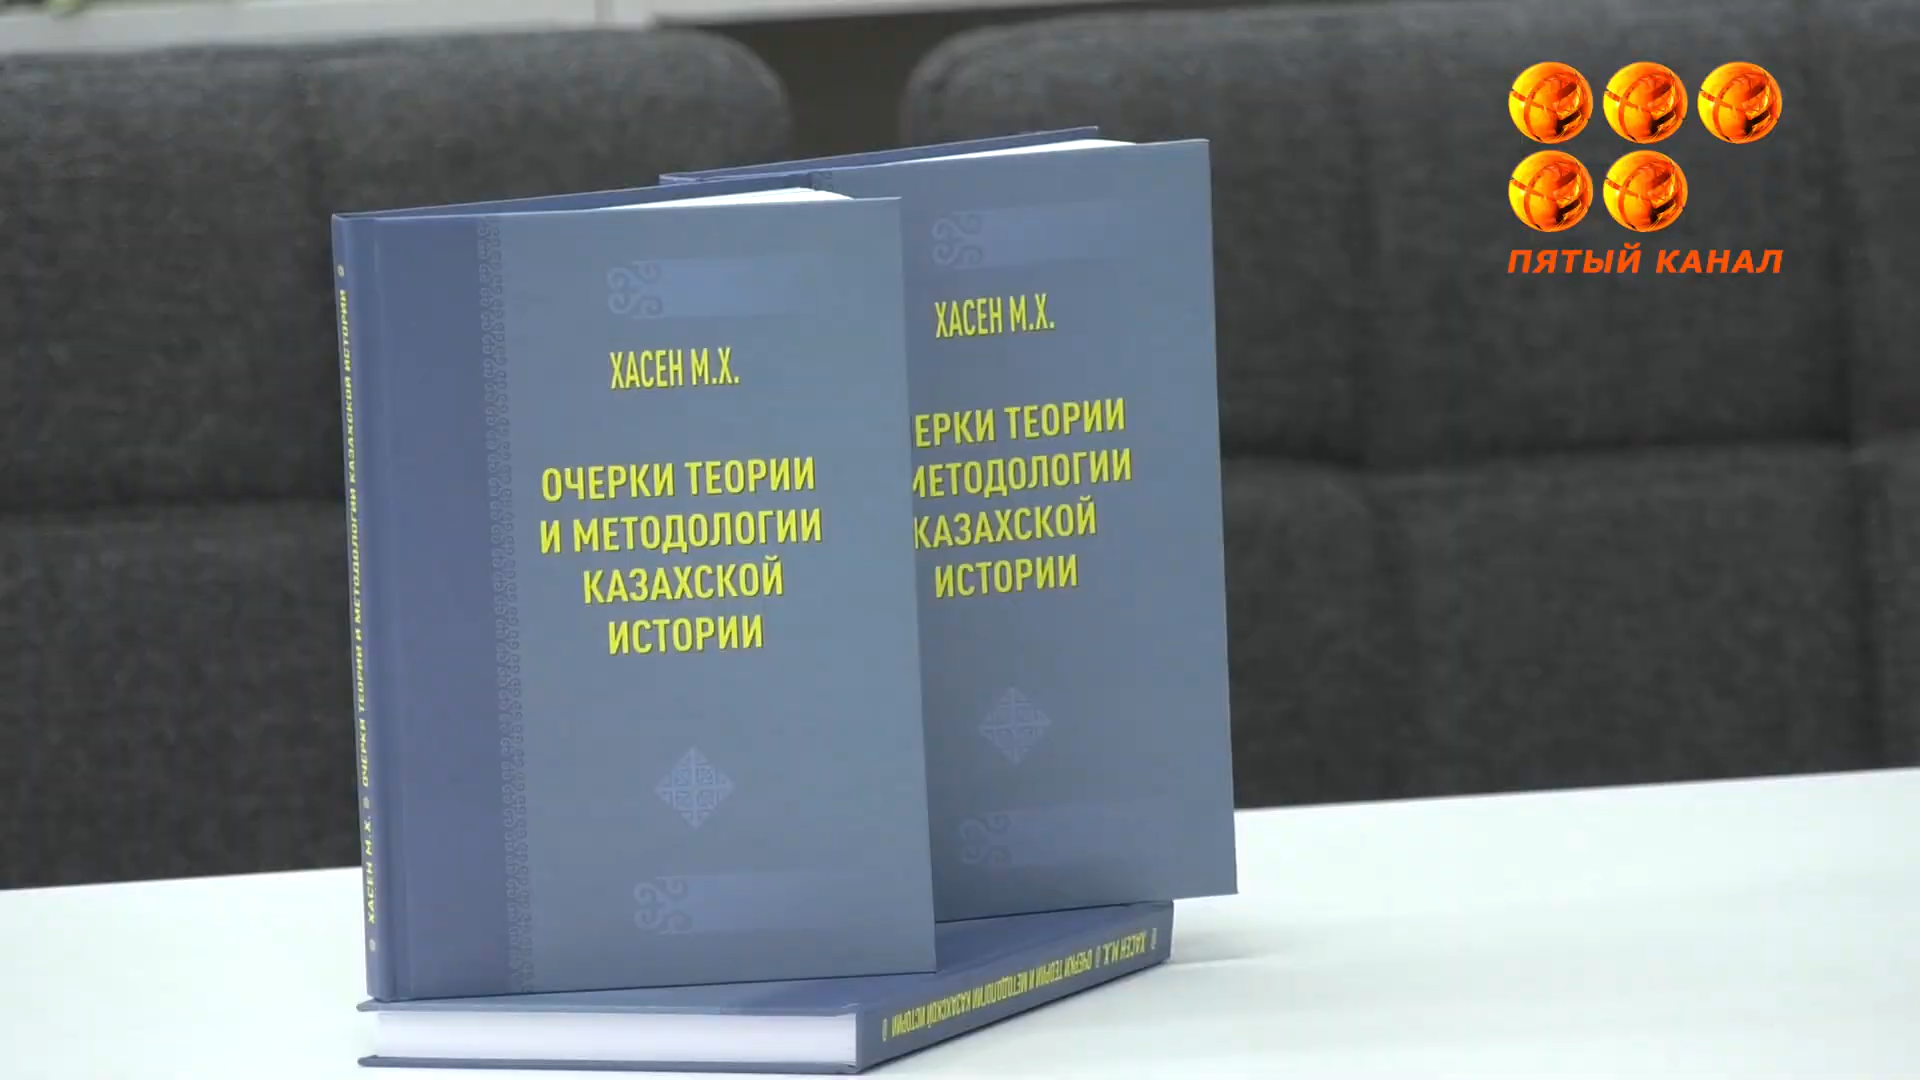 ПЯТЫЙ КАНАЛ
ХАСЕН М.Х.
ОЧЕРКИ ТЕОРИИ
И МЕТОДОЛОГИИ
КАЗАХСКОЙ
ИСТОРИИ
ХАСЕН М.Х. ОЧЕРКИ ТЕОРИИ И МЕТОДОЛОГИИ КАЗАХСКОЙ ИСТОРИИ
ХАСЕН М.Х.
ЕРКИ ТЕОРИИ
МЕТОДОЛОГИИ
КАЗАХСКОЙ
ИСТОРИИ
ХАСЕН М.Х. ОЧЕРКИ ТЕОРИИ И МЕТОДОЛОГИИ КАЗАХСКОЙ ИСТОРИИ